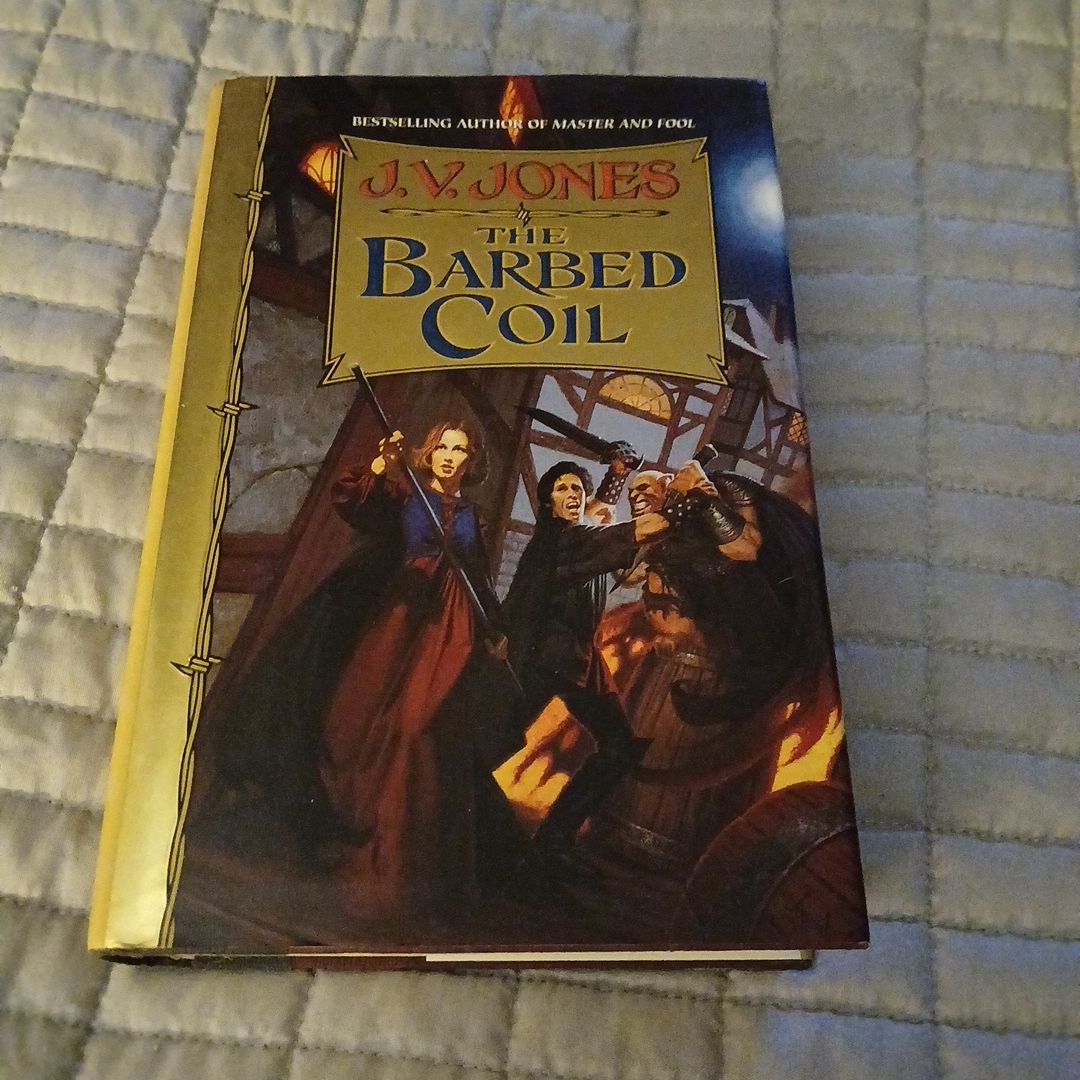 BESTSELLING AUTHOR OF MASTER AND FOOL
J.V. JONES
THE
BARBED
COIL